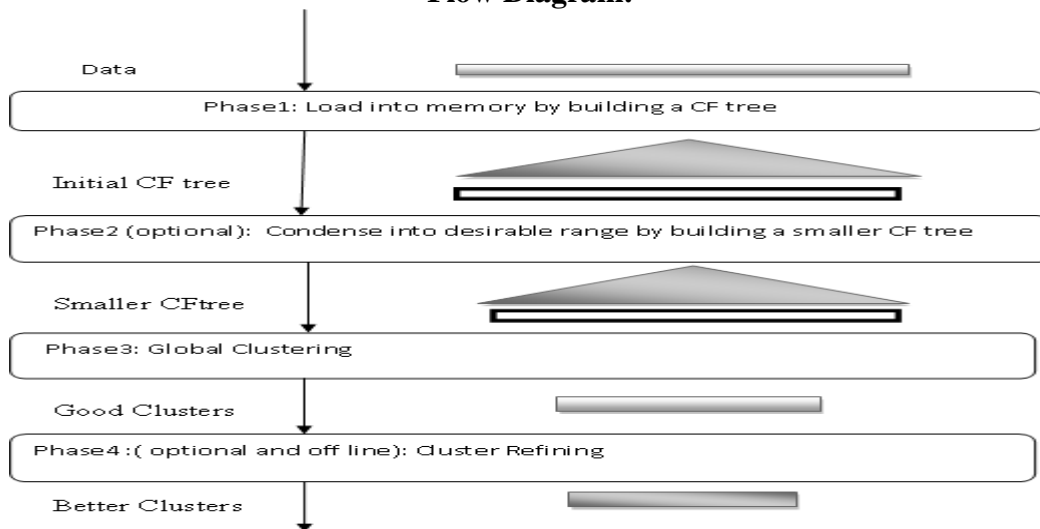 Flow Diagram:
Data
Phase1: Load into memory by building a CF tree
Initial CF tree
Phase2 (optional): Condense into desirable range by building a smaller CF tree
Smaller CFtree
Phase3: Global Clustering
Good Clusters
Phase4 :( optional and off line): Cluster Refining
Better Clusters